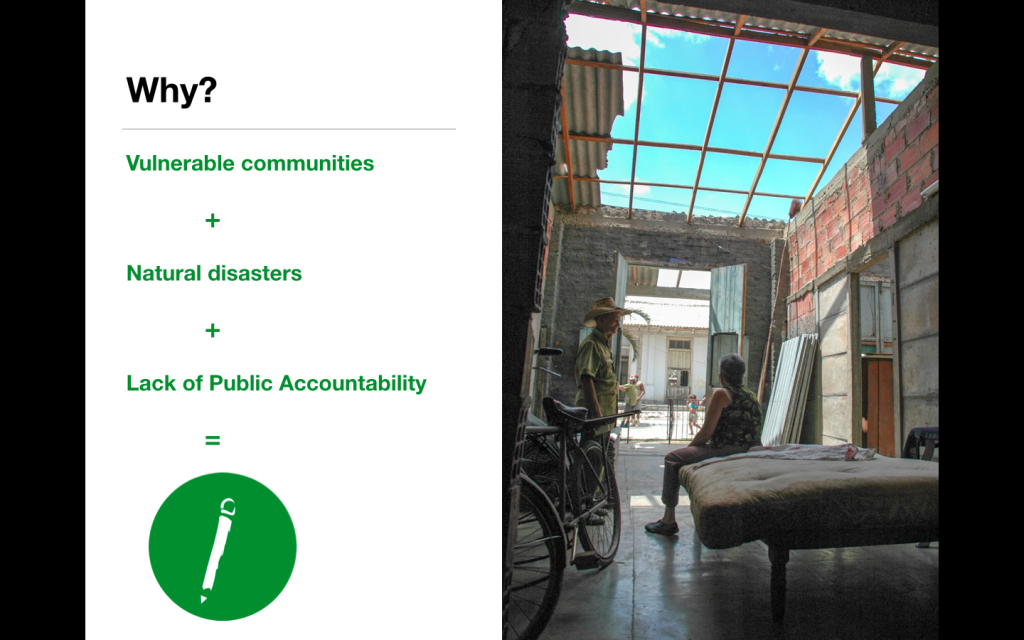 Why?
Vulnerable communities
+
Natural disasters
+
Lack of Public Accountability
=